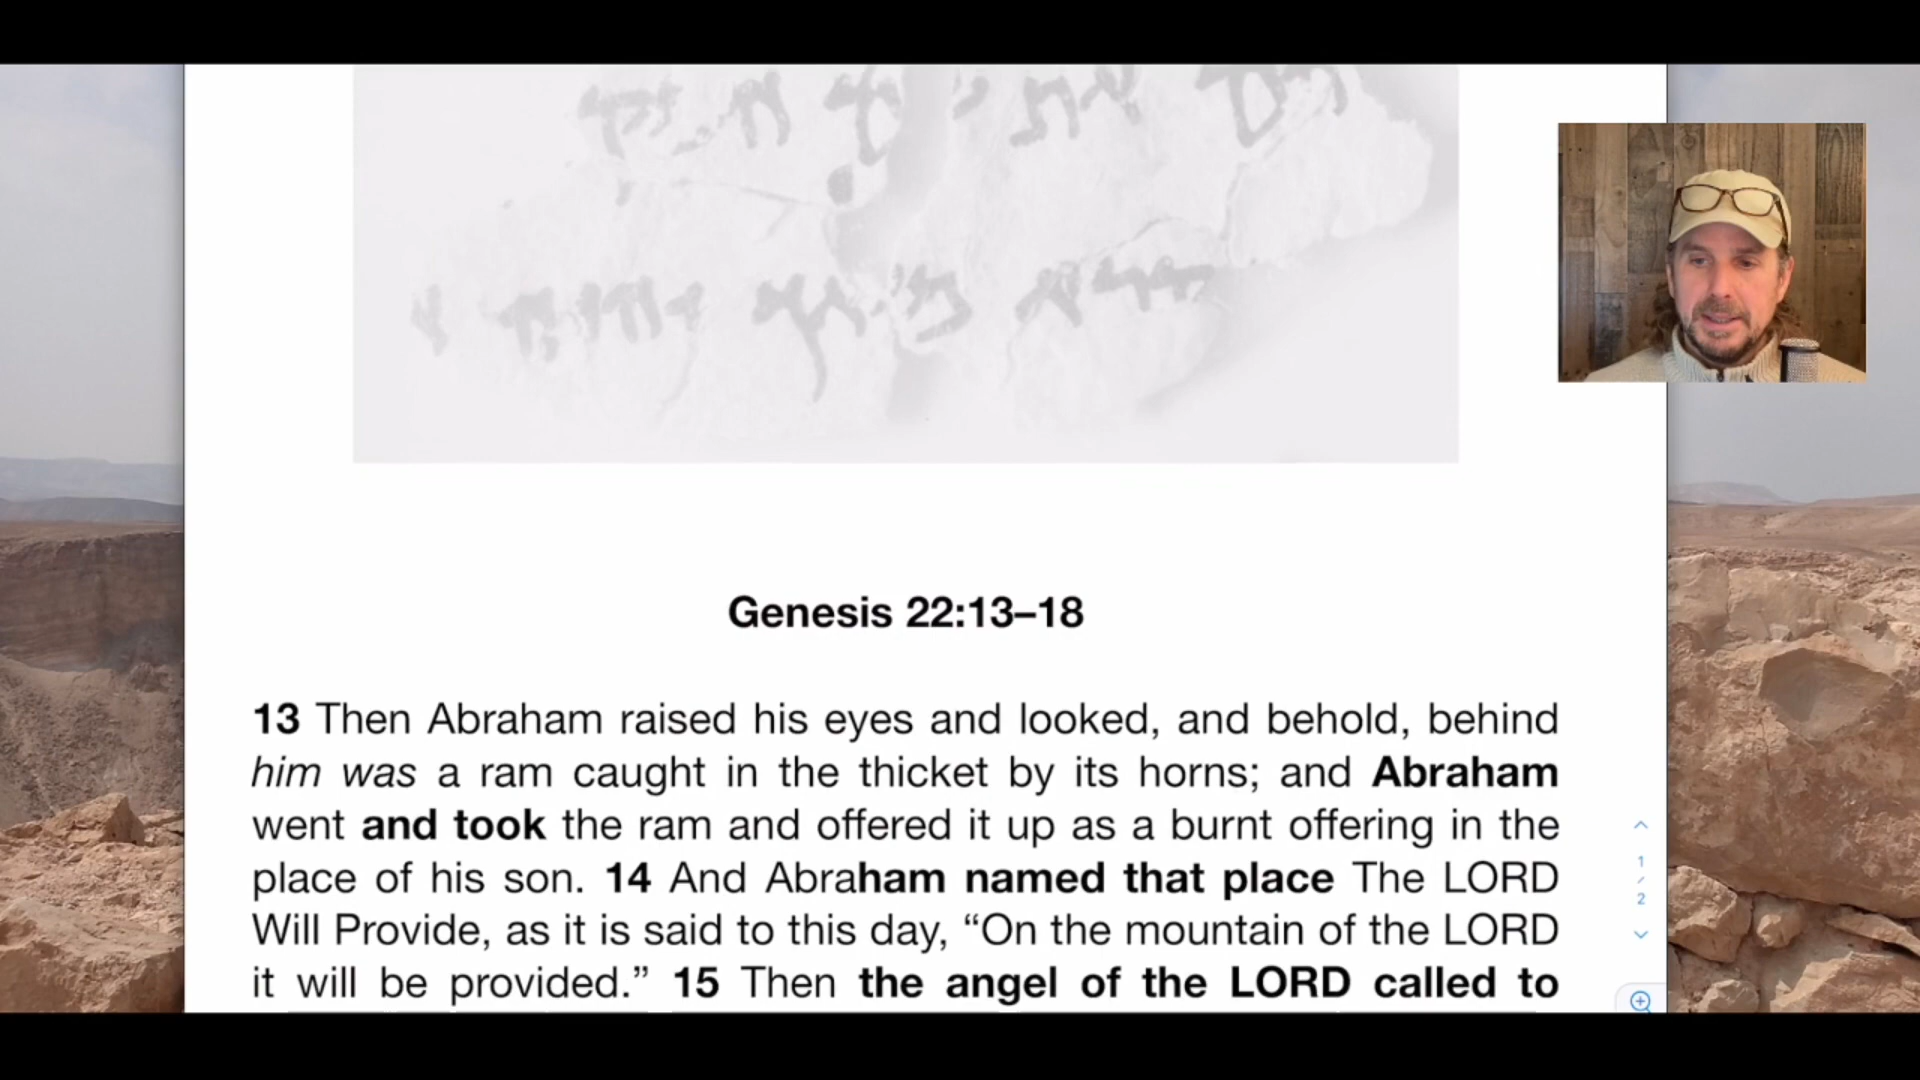 Genesis 22:13–18
13 Then Abraham raised his eyes and looked, and behold, behind
him was a ram caught in the thicket by its horns; and Abraham
went and took the ram and offered it up as a burnt offering in the
place of his son. 14 And Abraham named that place The LORD
Will Provide, as it is said to this day, “On the mountain of the LORD
it will be provided.” 15 Then the angel of the LORD called to
1
/
2